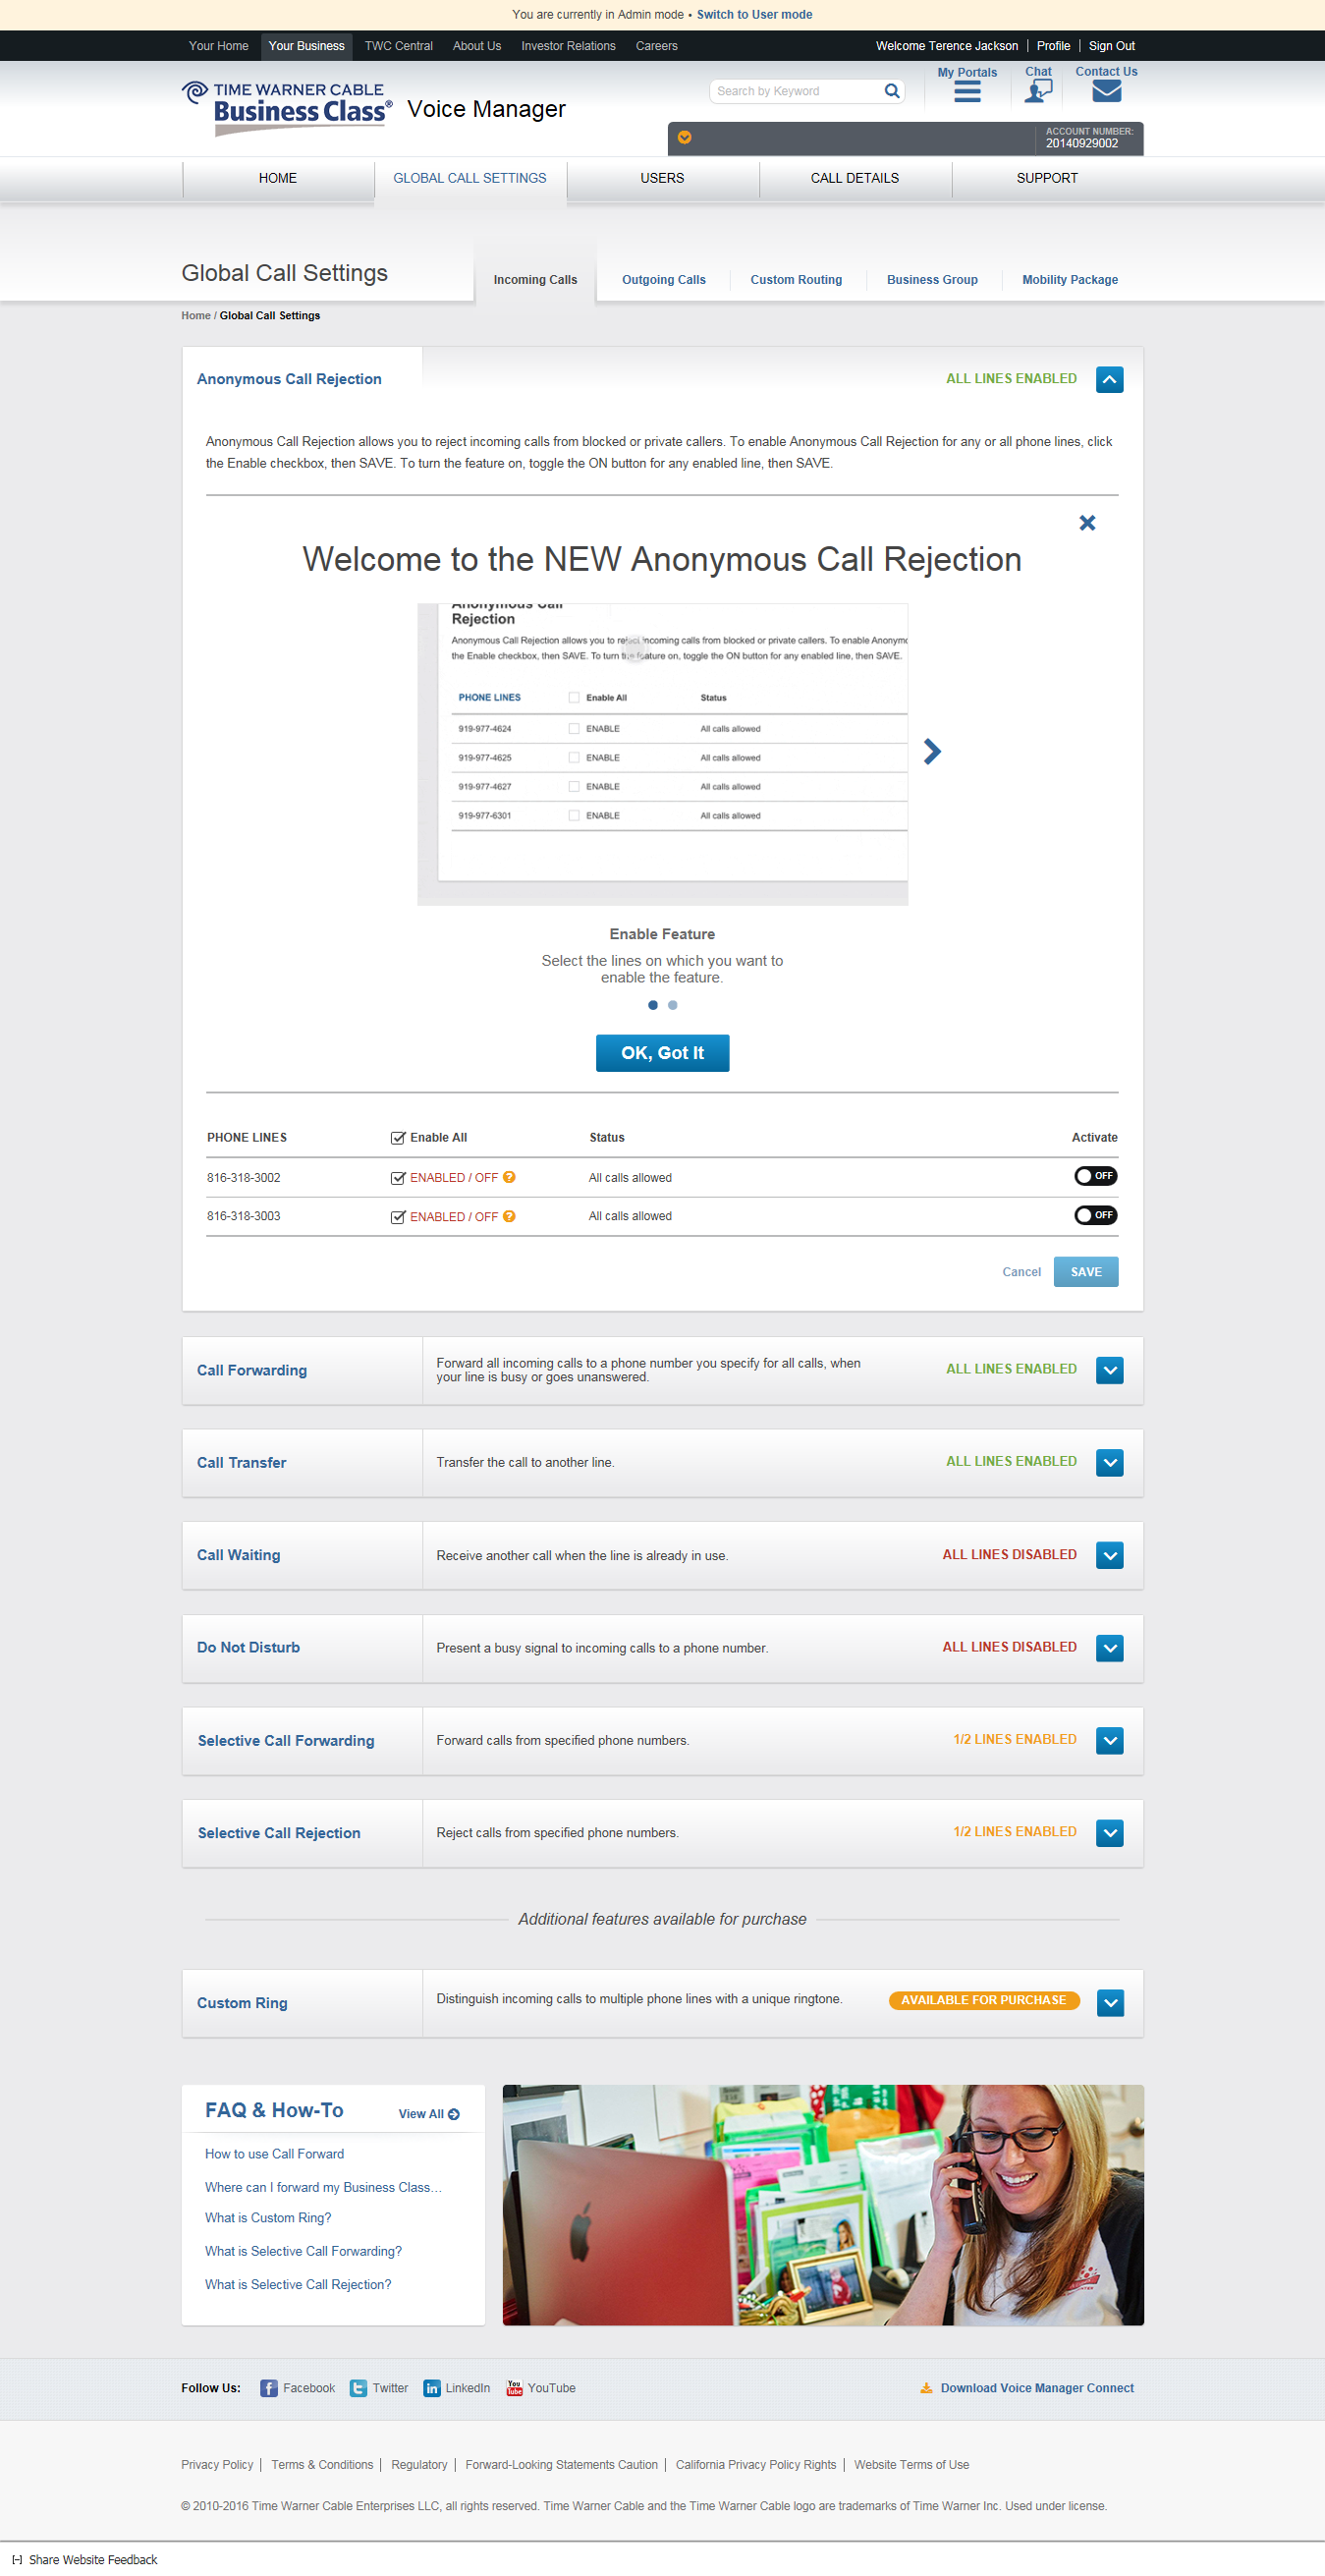 You are currently in Admin mode • Switch to User mode
Your Home Your Business TWC Central About Us Investor Relations Careers Welcome Terence Jackson Profile Sign Out
TIME WARNER CABLE
Business Class®
Voice Manager
Search by Keyword
My Portals
Chat
Contact Us
ACCOUNT NUMBER:
20140929002
HOME GLOBAL CALL SETTINGS USERS CALL DETAILS SUPPORT
Global Call Settings
Incoming Calls Outgoing Calls Custom Routing Business Group Mobility Package
Home / Global Call Settings
Anonymous Call Rejection ALL LINES ENABLED
Anonymous Call Rejection allows you to reject incoming calls from blocked or private callers. To enable Anonymous Call Rejection for any or all phone lines, click
the Enable checkbox, then SAVE. To turn the feature on, toggle the ON button for any enabled line, then SAVE.
Welcome to the NEW Anonymous Call Rejection
Anonymous Call
Rejection
Anonymous Call Rejection allows you to reject incoming calls from blocked or private callers. To enable Anonymo
the Enable checkbox, then SAVE. To turn the feature on, toggle the ON button for any enabled line, then SAVE.
PHONE LINES Enable All Status
919-977-4624 ENABLE All calls allowed
919-977-4625 ENABLE All calls allowed
919-977-4627 ENABLE All calls allowed
919-977-6301 ENABLE All calls allowed
Enable Feature
Select the lines on which you want to
enable the feature.
OK, Got It
PHONE LINES Enable All Status Activate
816-318-3002 ENABLED / OFF ? All calls allowed OFF
816-318-3003 ENABLED / OFF ? All calls allowed OFF
Cancel SAVE
Call Forwarding
Forward all incoming calls to a phone number you specify for all calls, when
your line is busy or goes unanswered.
ALL LINES ENABLED
Call Transfer Transfer the call to another line. ALL LINES ENABLED
Call Waiting Receive another call when the line is already in use. ALL LINES DISABLED
Do Not Disturb Present a busy signal to incoming calls to a phone number. ALL LINES DISABLED
Selective Call Forwarding Forward calls from specified phone numbers. 1/2 LINES ENABLED
Selective Call Rejection Reject calls from specified phone numbers. 1/2 LINES ENABLED
Additional features available for purchase
Custom Ring Distinguish incoming calls to multiple phone lines with a unique ringtone. AVAILABLE FOR PURCHASE
FAQ & How-To View All
How to use Call Forward
Where can I forward my Business Class...
What is Custom Ring?
What is Selective Call Forwarding?
What is Selective Call Rejection?
Follow Us: Facebook Twitter LinkedIn You Tube YouTube Download Voice Manager Connect
Privacy Policy Terms & Conditions Regulatory Forward-Looking Statements Caution California Privacy Policy Rights Website Terms of Use
© 2010-2016 Time Warner Cable Enterprises LLC, all rights reserved. Time Warner Cable and the Time Warner Cable logo are trademarks of Time Warner Inc. Used under license.
[-] Share Website Feedback